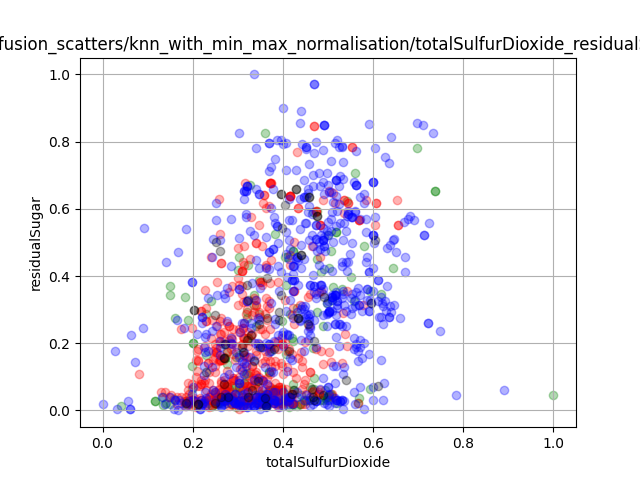 fusion_scatters/knn_with_min_max_normalisation/totalSulfurDioxide_residual
1.0
0.8
0.6
0.4
0.2
0.0
residualSugar
0.0 0.2 0.4 0.6 0.8 1.0
totalSulfurDioxide